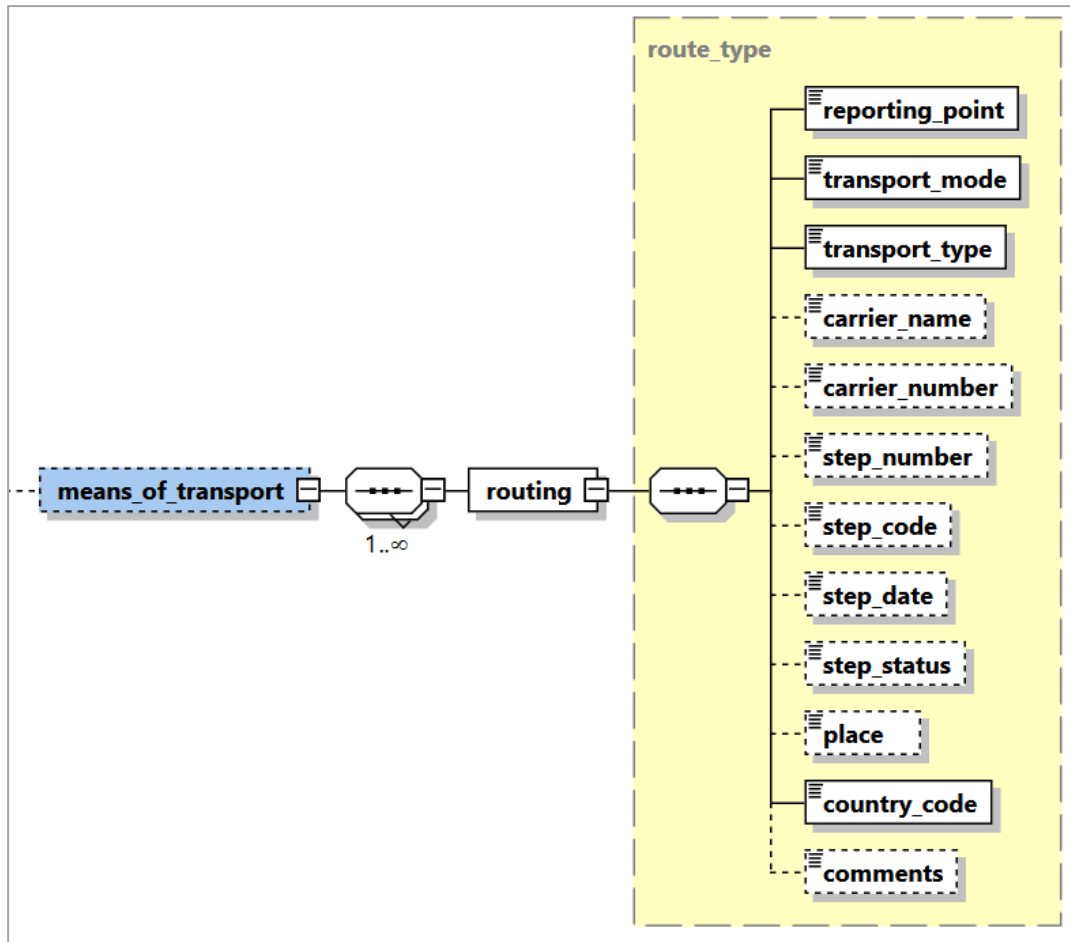 route_type
reporting_point
transport_mode
transport_type
carrier_name
carrier_number
step_number
means_of_transport
routing
1..∞
step_code
step_date
step_status
place
country_code
comments